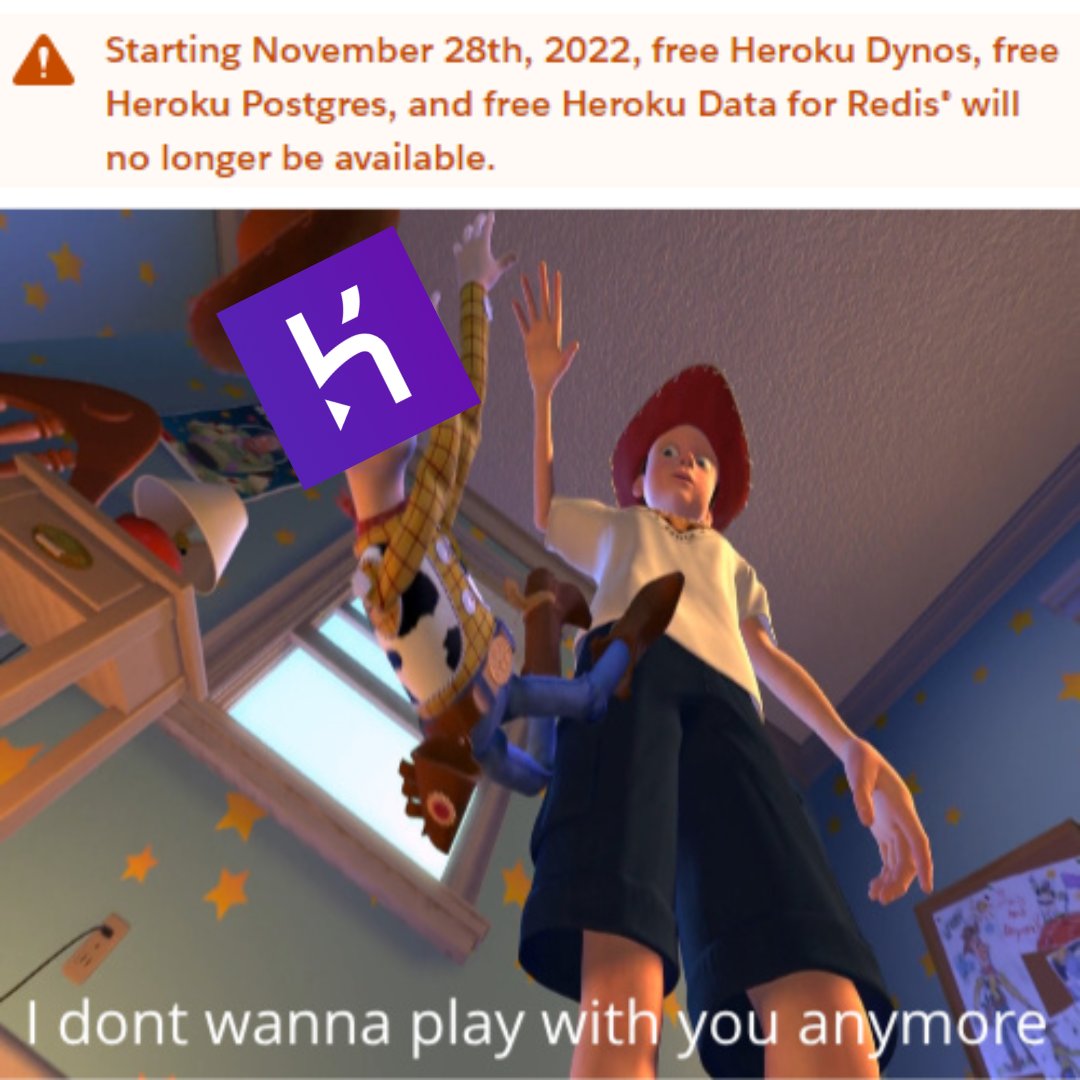 Starting November 28th, 2022, free Heroku Dynos, free
Heroku Postgres, and free Heroku Data for Redis® will
no longer be available.
I dont wanna play with you anymore